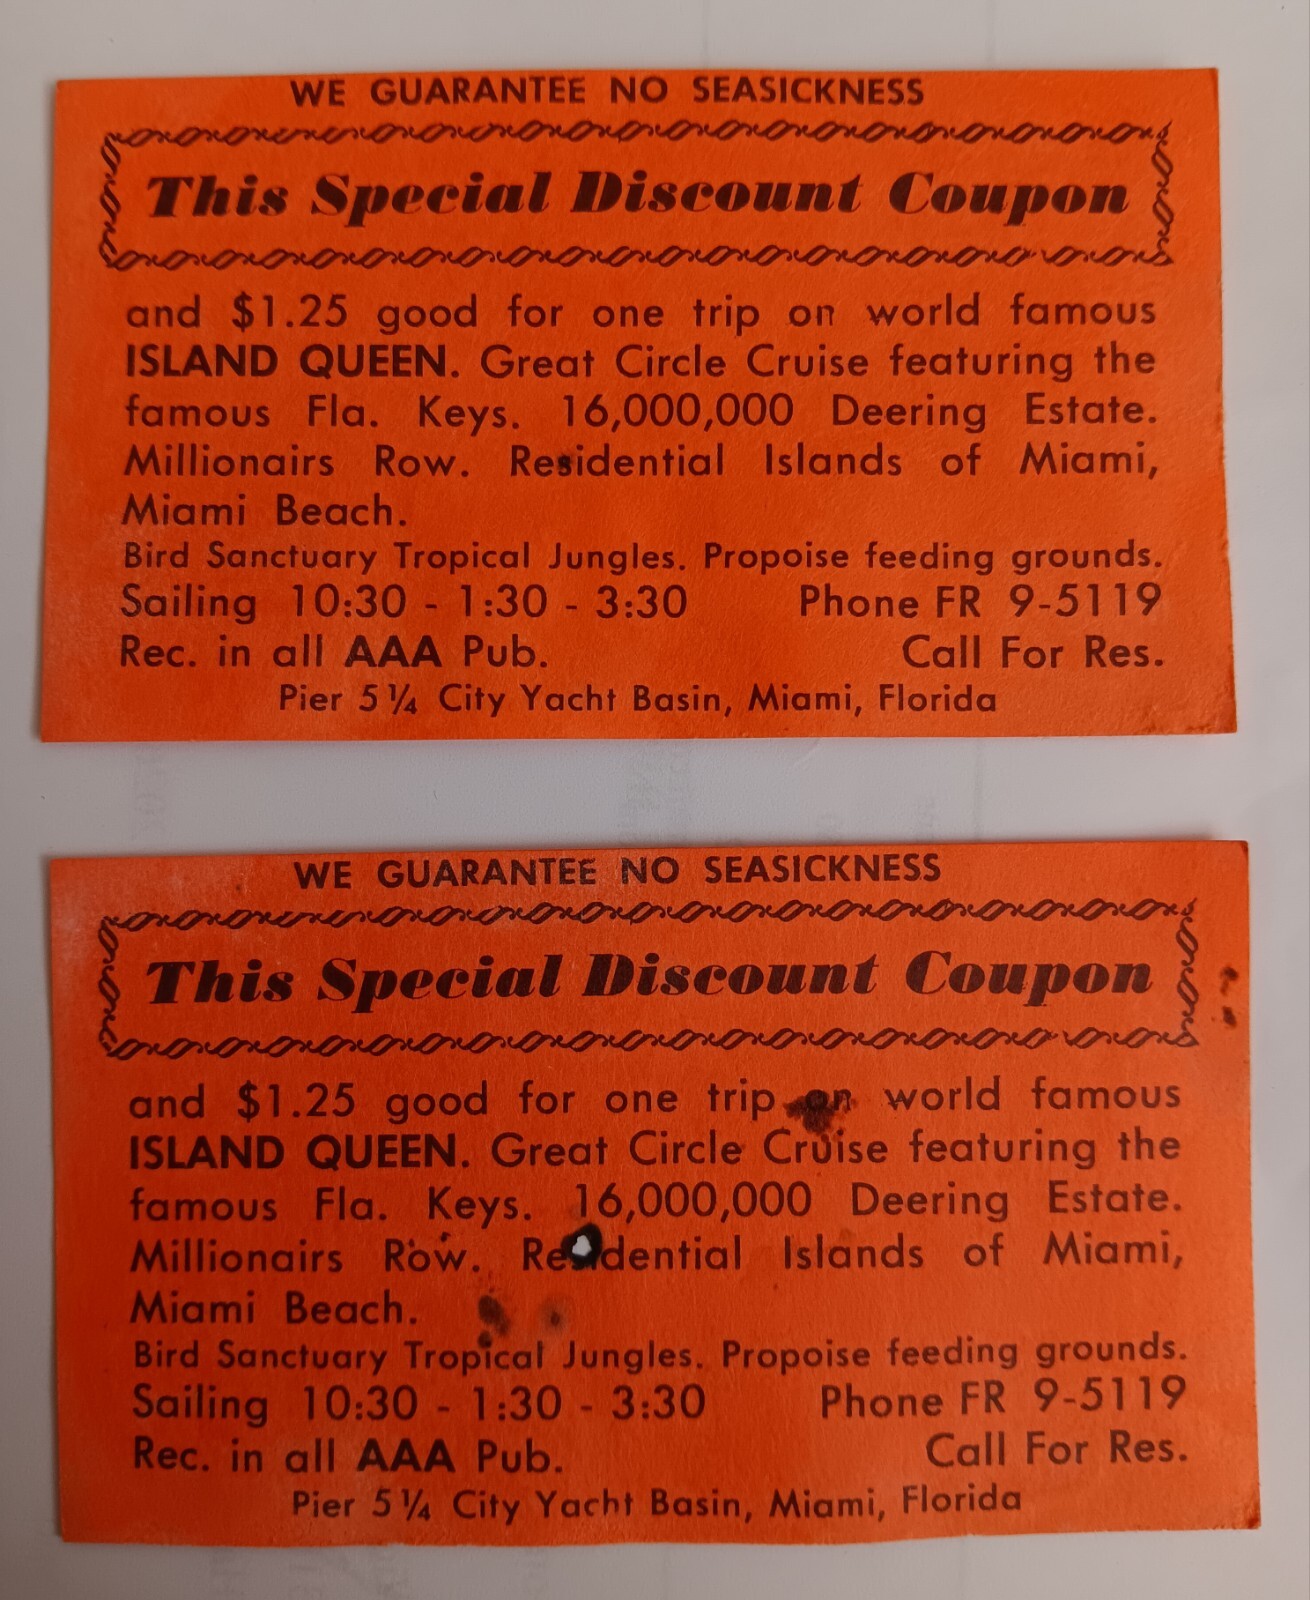 WE GUARANTEE NO SEASICKNESS
This Special Discount Coupon
and $1.25 good for one trip on world famous
ISLAND QUEEN. Great Circle Cruise featuring the
famous Fla. Keys. 16,000,000 Deering Estate.
Millionairs Row. Residential Islands of Miami,
Miami Beach.
Bird Sanctuary Tropical Jungles. Propoise feeding grounds.
Sailing 10:30 - 1:30 - 3:30 Phone FR 9-5119
Rec. in all AAA Pub. Call For Res.
Pier 5 1/4 City Yacht Basin, Miami, Florida
WE GUARANTEE NO SEASICKNESS
This Special Discount Coupon
and $1.25 good for one trip on world famous
ISLAND QUEEN. Great Circle Cruise featuring the
famous Fla. Keys. 16,000,000 Deering Estate.
Millionairs Row. Residential Islands of Miami,
Miami Beach.
Bird Sanctuary Tropical Jungles. Propoise feeding grounds.
Sailing 10:30 - 1:30 - 3:30 Phone FR 9-5119
Rec. in all AAA Pub. Call For Res.
Pier 5 1/4 City Yacht Basin, Miami, Florida